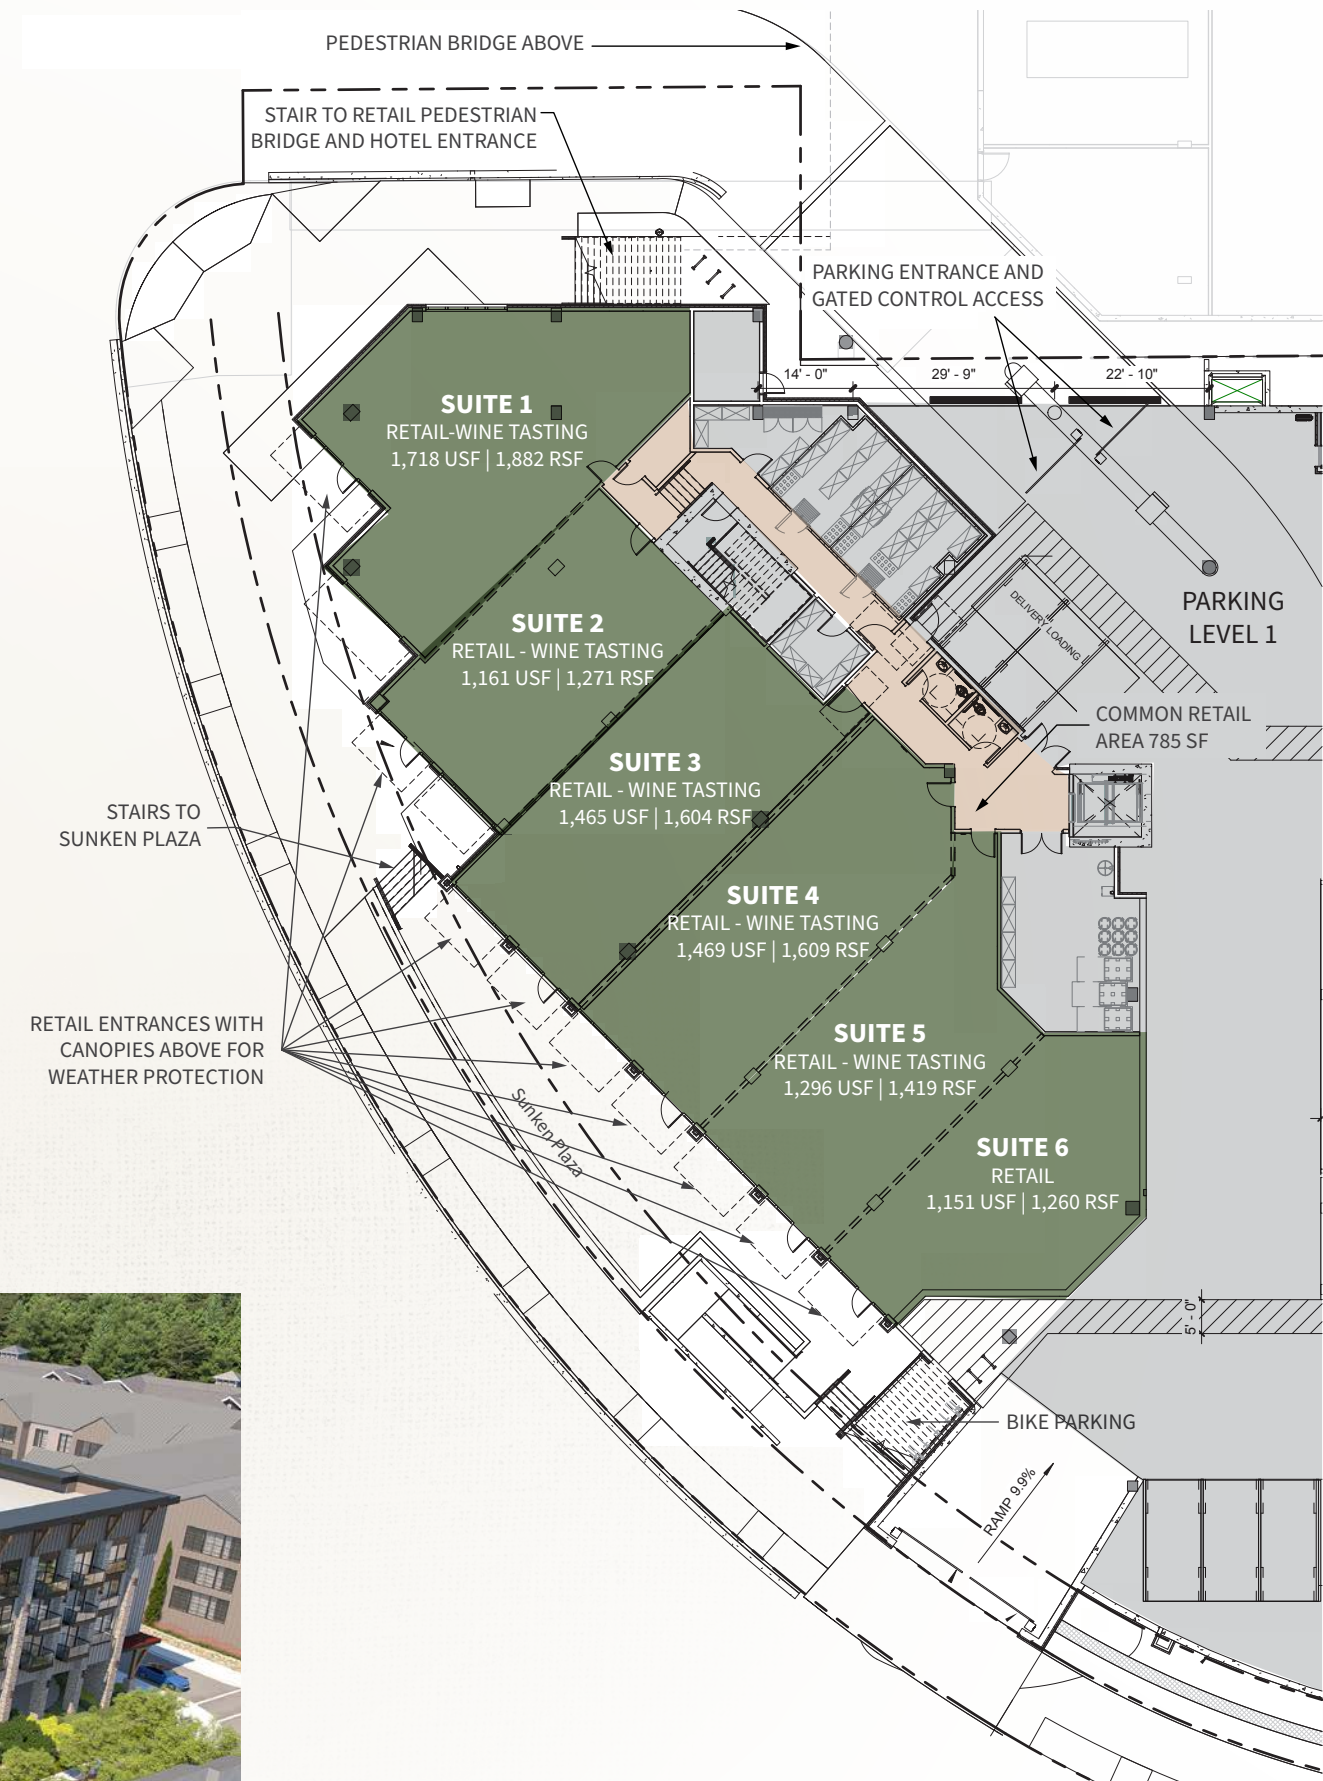 PEDESTRIAN BRIDGE ABOVE
STAIR TO RETAIL PEDESTRIAN
BRIDGE AND HOTEL ENTRANCE
PARKING ENTRANCE AND
GATED CONTROL ACCESS
14' - 0"
29' - 9"
22' - 10"
SUITE 1
RETAIL-WINE TASTING
1,718 USF | 1,882 RSF
DELIVERY LOADING
PARKING
LEVEL 1
SUITE 2
RETAIL - WINE TASTING
1,161 USF | 1,271 RSF
COMMON RETAIL
AREA 785 SF
SUITE 3
RETAIL - WINE TASTING
1,465 USF | 1,604 RSF
STAIRS TO
SUNKEN PLAZA
SUITE 4
RETAIL - WINE TASTING
1,469 USF | 1,609 RSF
RETAIL ENTRANCES WITH
CANOPIES ABOVE FOR
WEATHER PROTECTION
SUITE 5
RETAIL - WINE TASTING
1,296 USF | 1,419 RSF
Sunken Plaza
SUITE 6
RETAIL
1,151 USF | 1,260 RSF
5' - 0"
BIKE PARKING
RAMP 9.9%